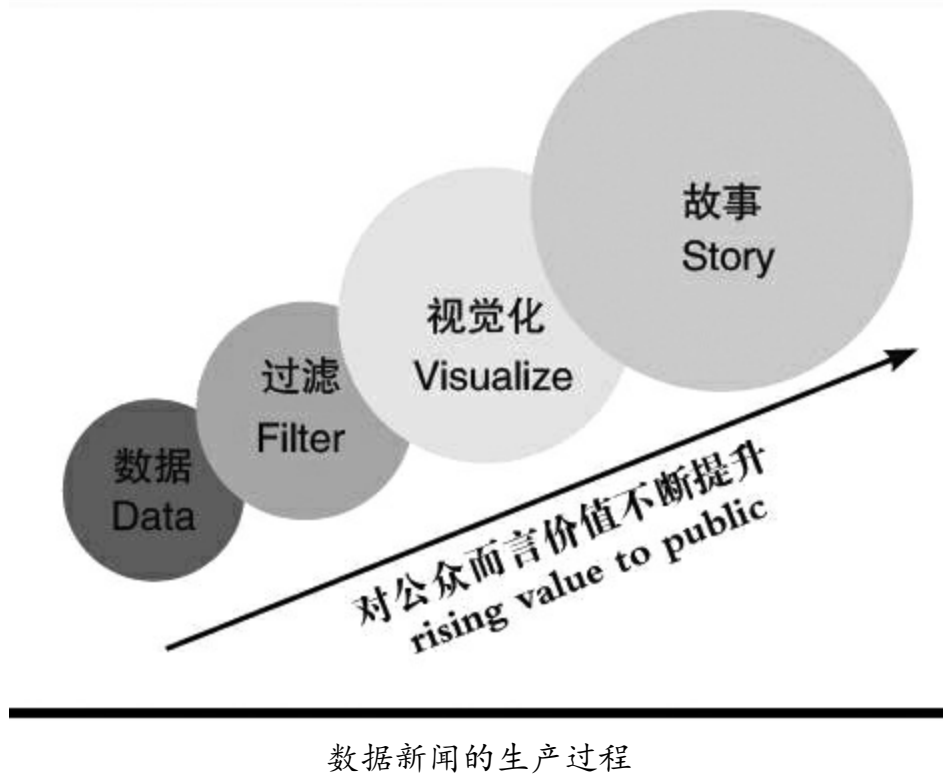 数据
Data
过滤
Filter
视觉化
Visualize
故事
Story
对公众而言价值不断提升
rising value to public
数据新闻的生产过程